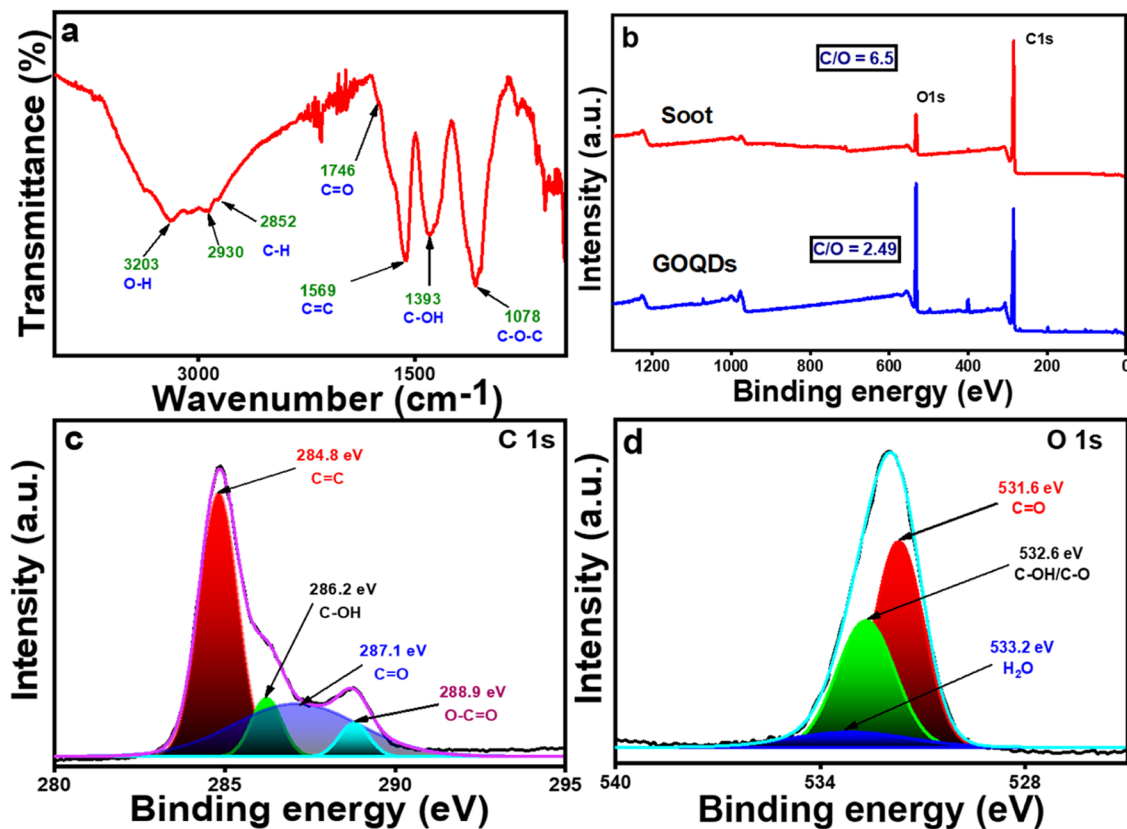 a
Transmittance (%)
1746
C=O
2852
3203
2930
C-H
O-H
1569
C=C
1393
C-OH
1078
C-O-C
3000
1500
Wavenumber (cm-1)
b
Intensity (a.u.)
C/O = 6.5
C1s
O1s
Soot
C/O = 2.49
GOQDs
1200
1000
800
600
400
200
0
Binding energy (eV)
c
C 1s
Intensity (a.u.)
284.8 eV
C=C
286.2 eV
C-OH
287.1 eV
C=O
288.9 eV
O-C=O
280
285
290
295
Binding energy (eV)
d
O 1s
Intensity (a.u.)
531.6 eV
C=O
532.6 eV
C-OH/C-O
533.2 eV
H2O
540
534
528
Binding energy (eV)